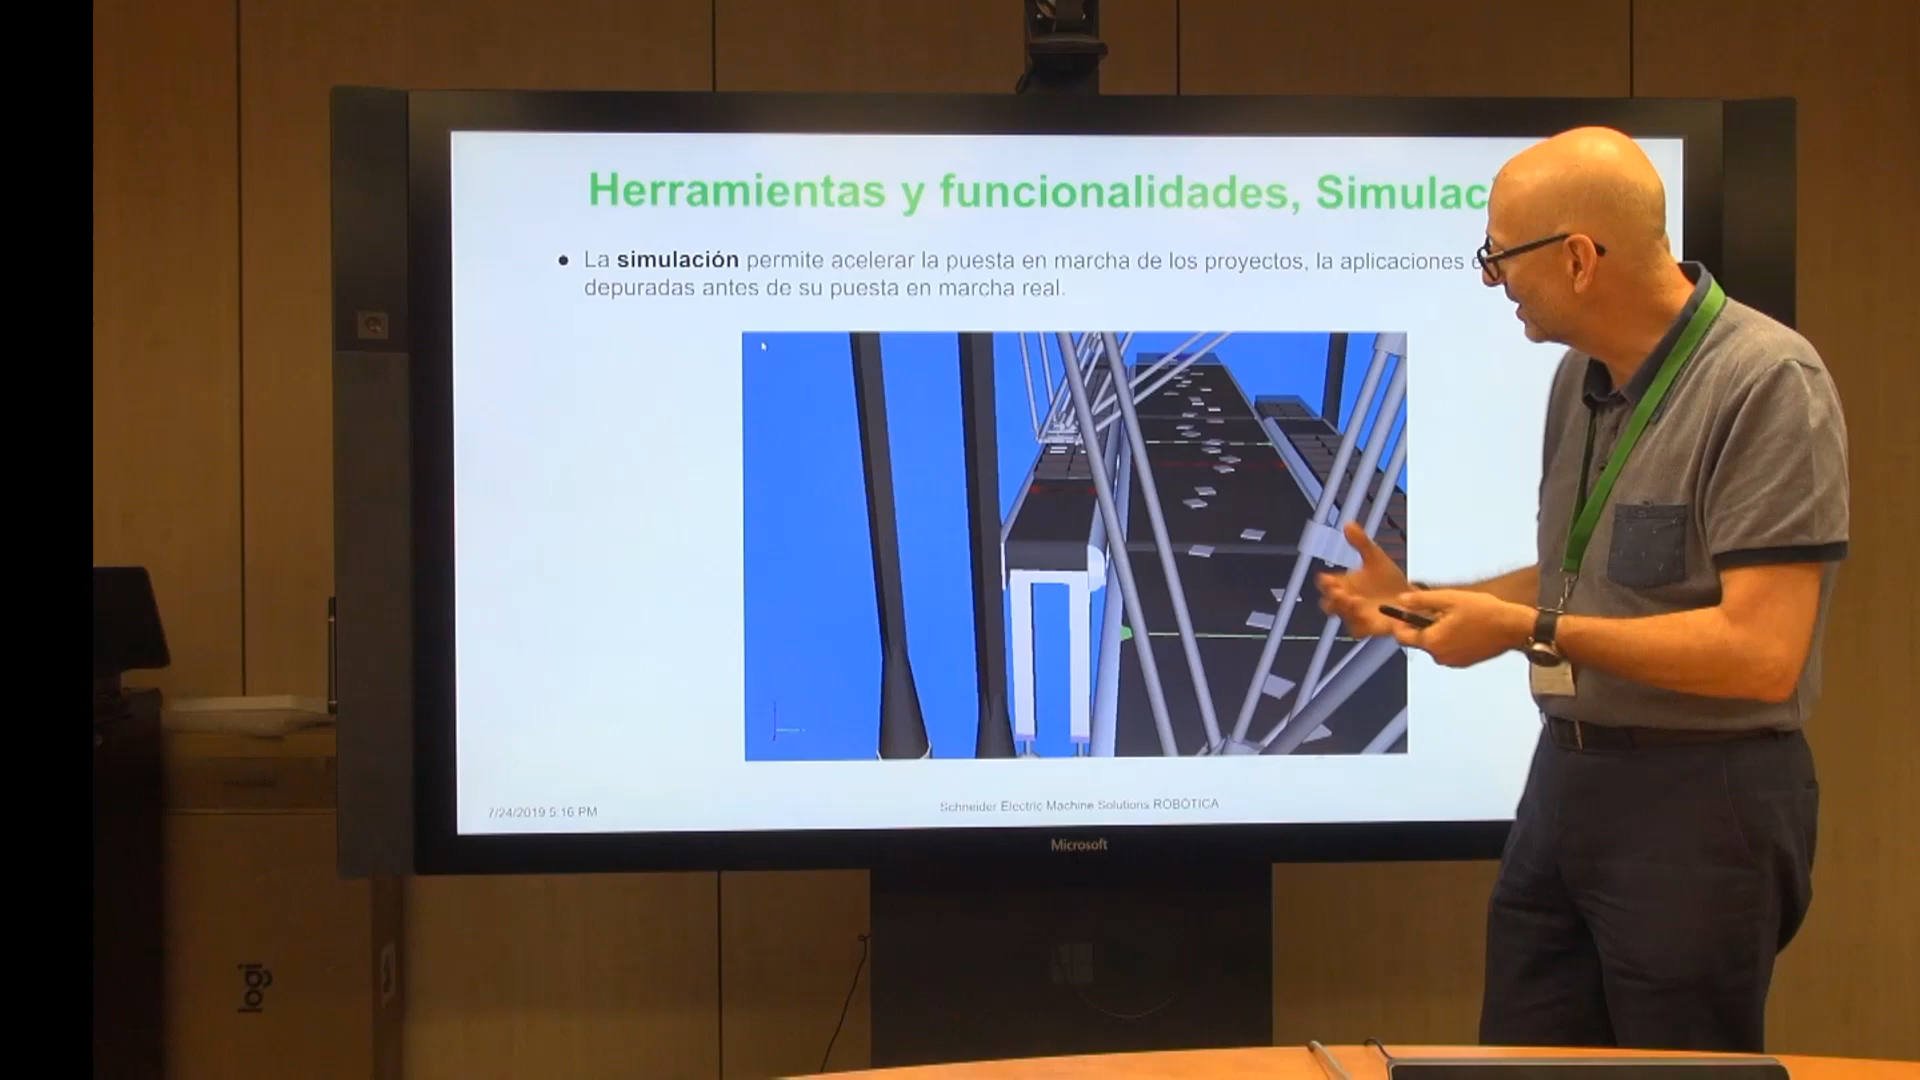 Herramientas y funcionalidades, Simulac
● La simulación permite acelerar la puesta en marcha de los proyectos, la aplicaciones
depuradas antes de su puesta en marcha real.
7/24/2019 5:16 PM
Schneider Electric Machine Solutions ROBÓTICA
Microsoft
logi